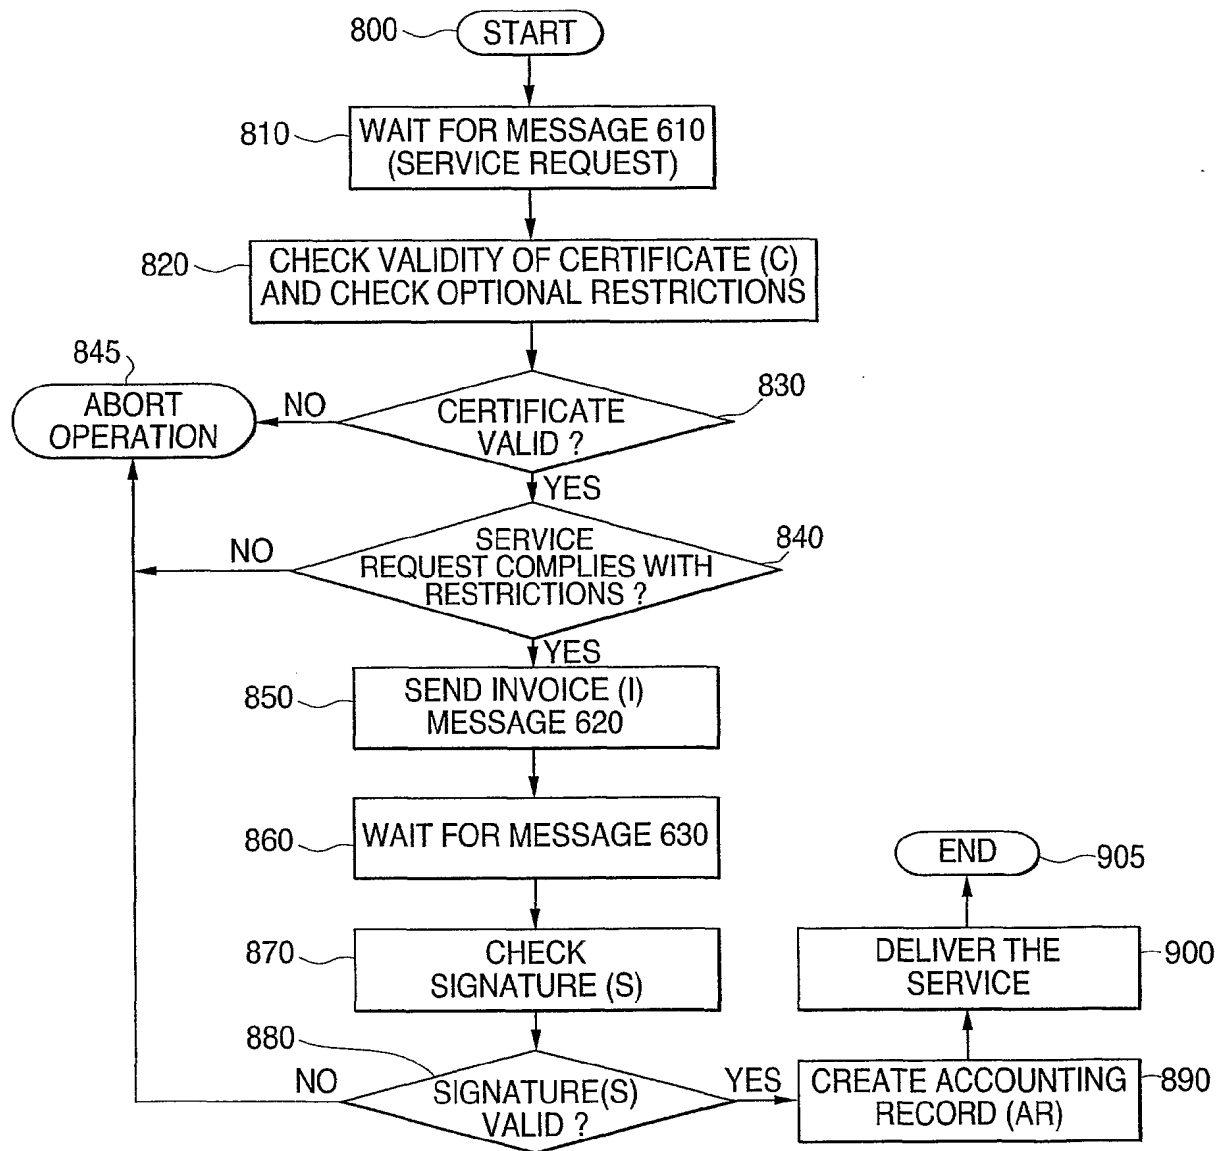 800
START
810
WAIT FOR MESSAGE 610
(SERVICE REQUEST)
820
CHECK VALIDITY OF CERTIFICATE (C)
AND CHECK OPTIONAL RESTRICTIONS
845
ABORT
OPERATION
NO
CERTIFICATE
VALID ?
830
YES
NO
SERVICE
REQUEST COMPLIES WITH
RESTRICTIONS ?
840
YES
850
SEND INVOICE (I)
MESSAGE 620
860
WAIT FOR MESSAGE 630
870
CHECK
SIGNATURE (S)
880
NO
SIGNATURE(S)
VALID ?
YES
CREATE ACCOUNTING
RECORD (AR)
890
DELIVER THE
SERVICE
900
END
905